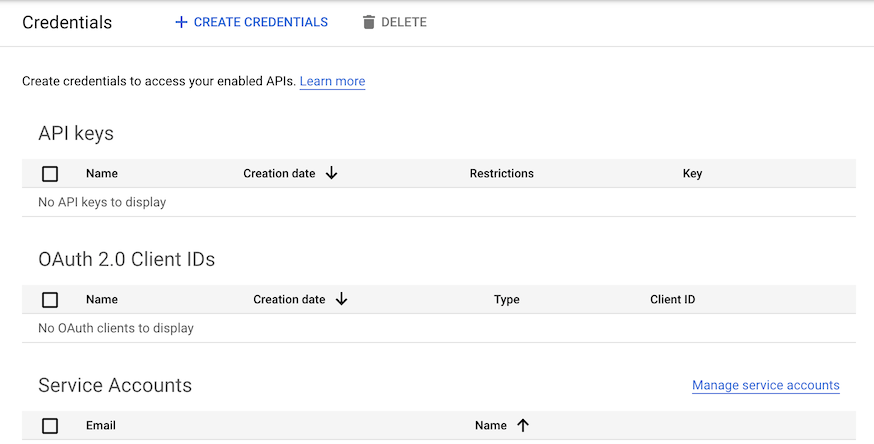 Credentials + CREATE CREDENTIALS DELETE
Create credentials to access your enabled APIs. Learn more
API keys
Name Creation date Restrictions Key
No API keys to display
OAuth 2.0 Client IDs
Name Creation date Type Client ID
No OAuth clients to display
Service Accounts Manage service accounts
Email Name